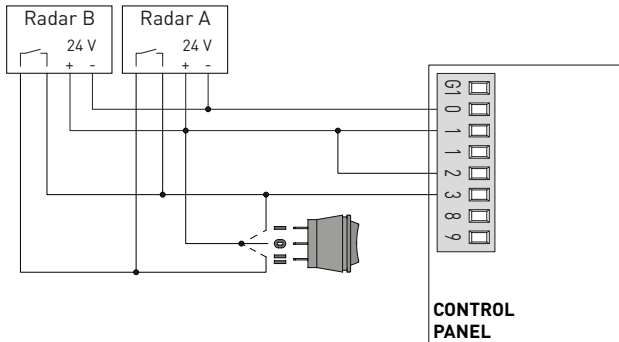 Radar B
24 V
+ -
Radar A
24 V
+ -
G1
0
1
1
2
3
8
9
I
0
II
CONTROL
PANEL